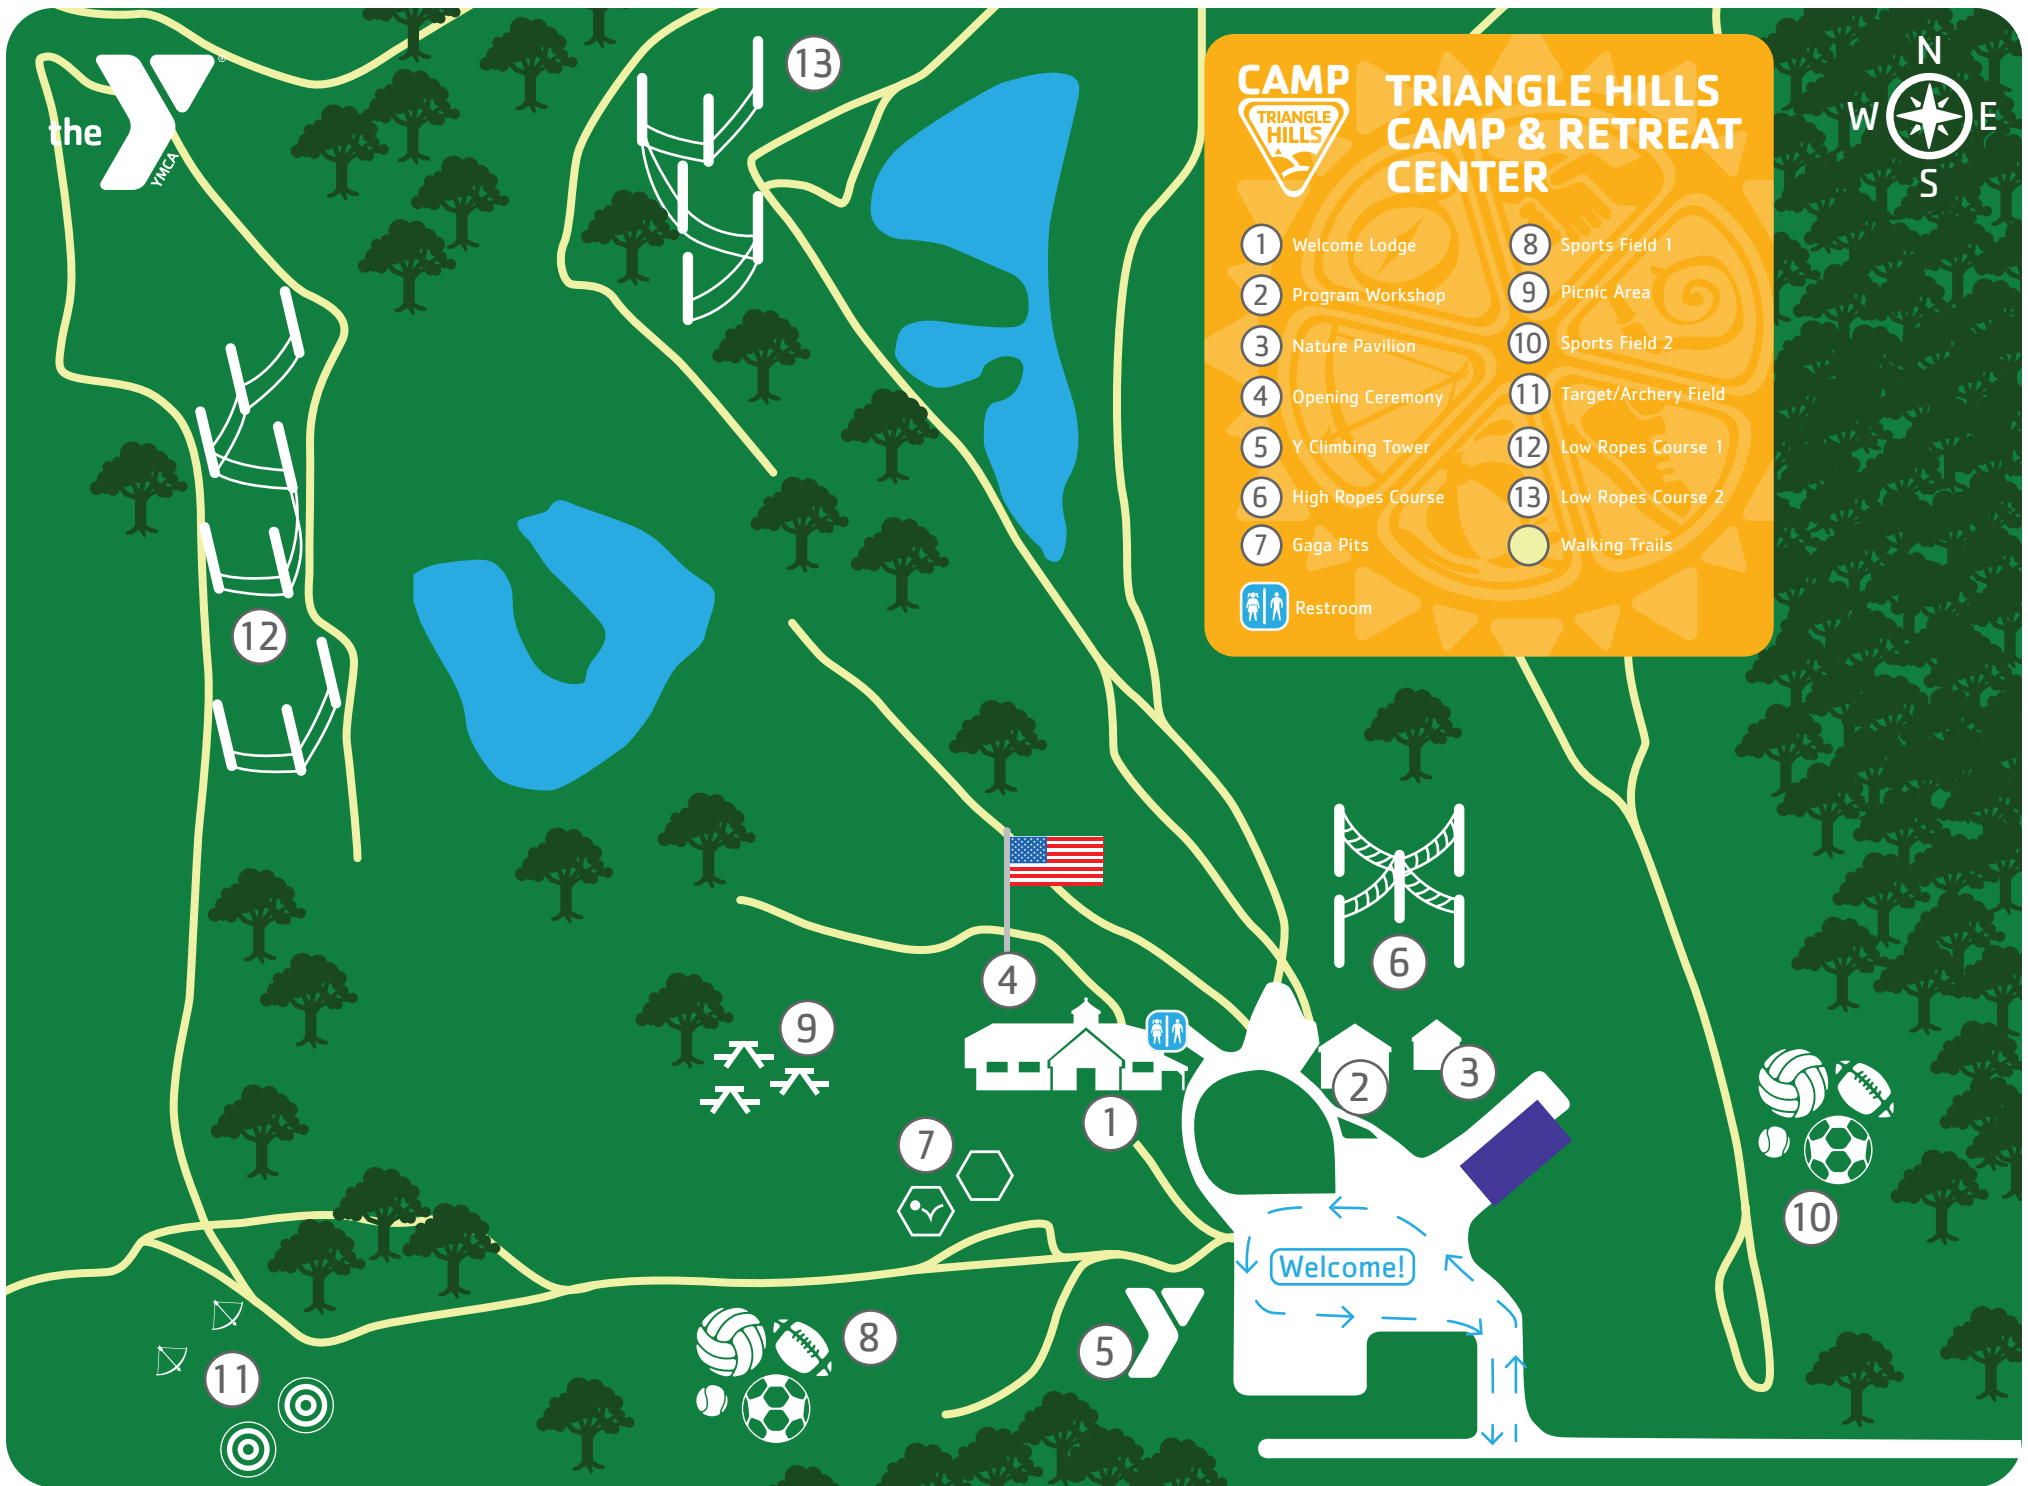 the
YMCA
®
13
CAMP
TRIANGLE
HILLS
TRIANGLE HILLS
CAMP & RETREAT
CENTER
N
W
E
S
1 Welcome Lodge
2 Program Workshop
3 Nature Pavilion
4 Opening Ceremony
5 Y Climbing Tower
6 High Ropes Course
7 Gaga Pits
Restroom
8 Sports Field 1
9 Picnic Area
10 Sports Field 2
11 Target/Archery Field
12 Low Ropes Course 1
13 Low Ropes Course 2
Walking Trails
12
6
4
9
2
3
1
7
10
Welcome!
8
5
11